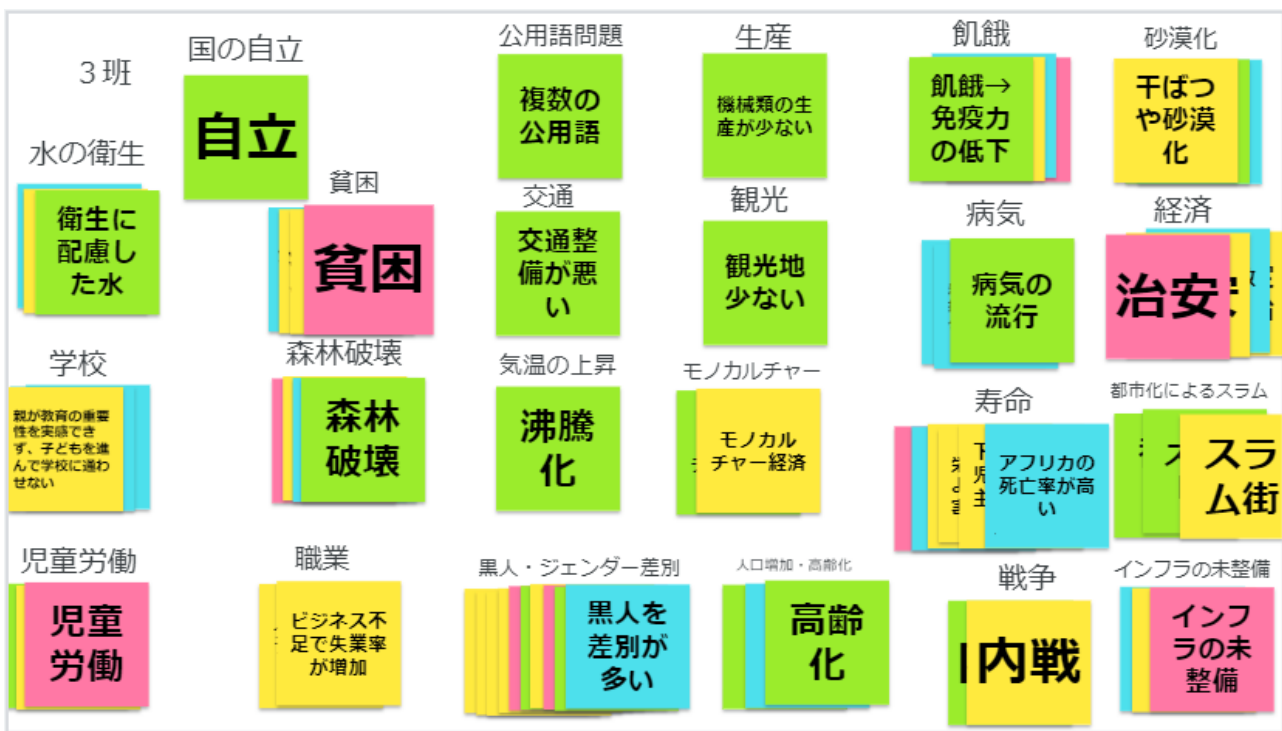 3班
国の自立
自立
公用語問題
複数の
公用語
生産
機械類の生
産が少ない
飢餓
飢餓→
免疫力
の低下
砂漠化
干ばつ
や砂漠
化
水の衛生
衛生に
配慮し
た水
貧困
貧困
交通
交通整
備が悪
い
観光
観光地
少ない
病気
病気の
流行
経済
治安
学校
親が教育の重要
性を実感でき
ず、子どもを進
んで学校に通わ
せない
森林破壊
森林
破壊
気温の上昇
沸騰
化
モノカルチャー
モノカル
チャー経済
寿命
アフリカの
死亡率が高
い
都市化によるスラム
スラ
ム街
児童労働
児童
労働
職業
ビジネス不
足で失業率
が増加
黒人・ジェンダー差別
黒人を
差別が
多い
人口増加・高齢化
高齢
化
戦争
内戦
インフラの未整備
インフ
ラの未
整備